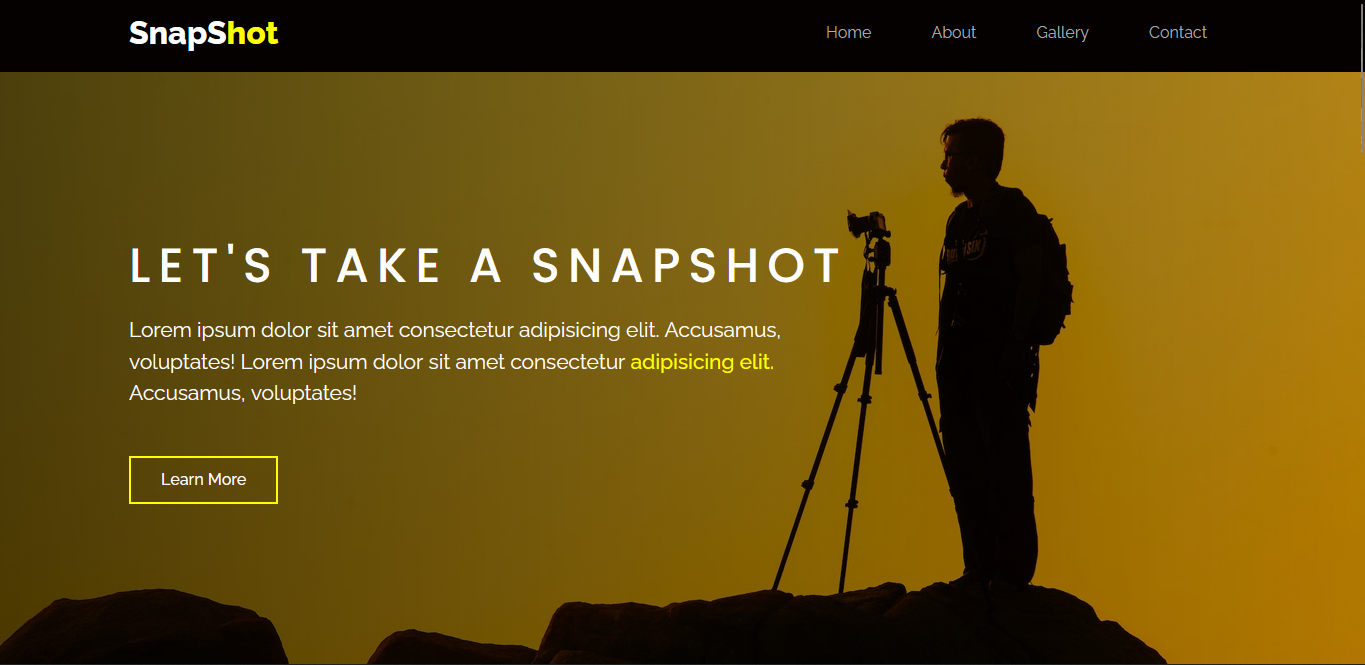 SnapShot
Home About Gallery Contact
LET'S TAKE A SNAPSHOT
Lorem ipsum dolor sit amet consectetur adipisicing elit. Accusamus,
voluptates! Lorem ipsum dolor sit amet consectetur adipisicing elit.
Accusamus, voluptates!
Learn More